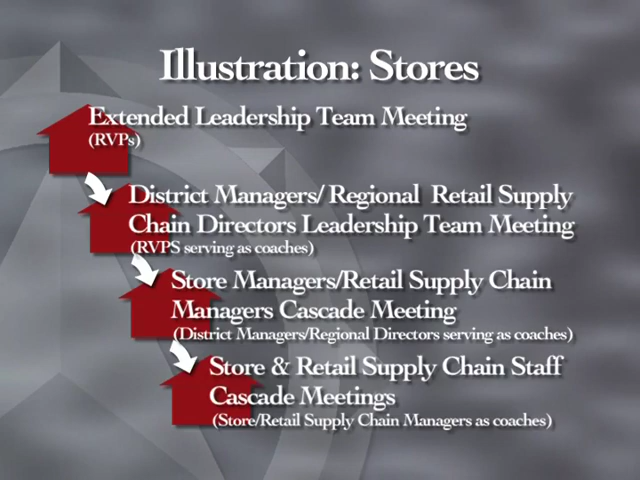 Illustration: Stores
Extended Leadership Team Meeting
(RVPs)
District Managers/ Regional Retail Supply
Chain Directors Leadership Team Meeting
(RVPS serving as coaches)
Store Managers/Retail Supply Chain
Managers Cascade Meeting
(District Managers/Regional Directors serving as coaches)
Store & Retail Supply Chain Staff
Cascade Meetings
(Store/Retail Supply Chain Managers as coaches)